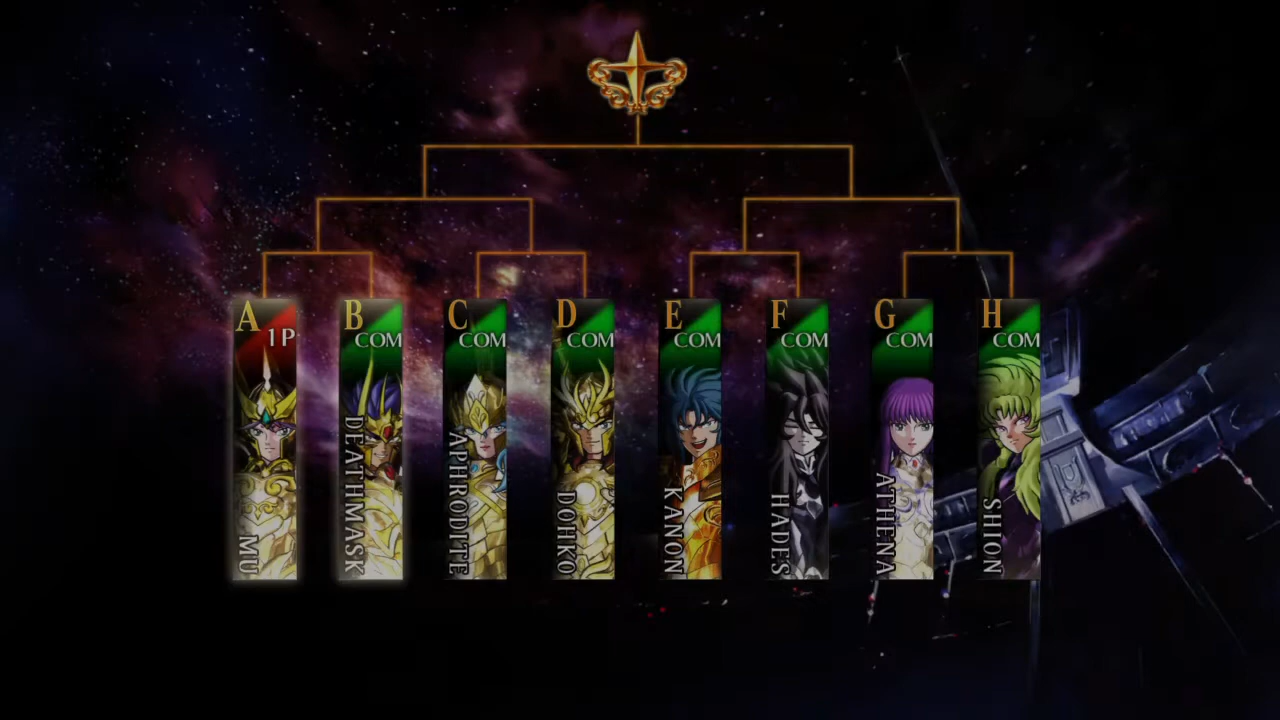 A
1P
MU
B
COM
DEATHMASK
C
COM
APHRODITE
D
COM
DOHKO
E
COM
KANON
F
COM
HADES
G
COM
ATHENA
H
COM
SHION